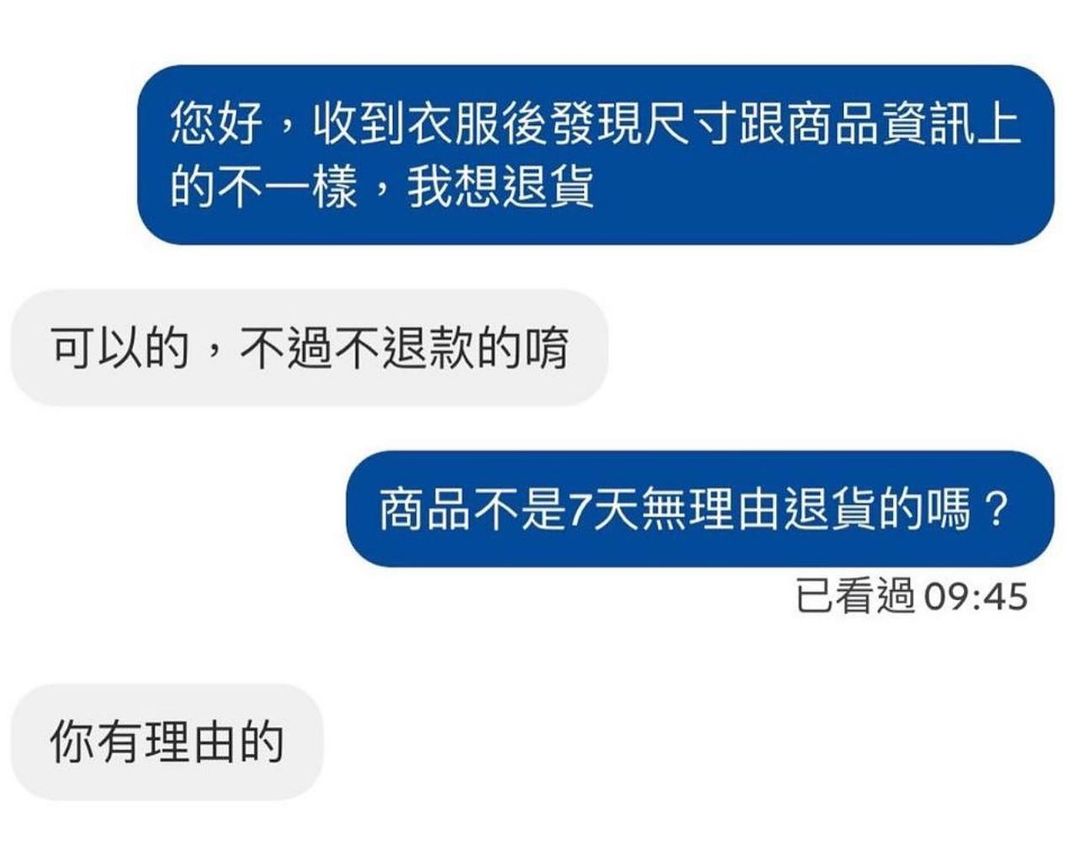 您好，收到衣服後發現尺寸跟商品資訊上
的不一樣，我想退貨
可以的，不過不退款的唷
商品不是7天無理由退貨的嗎？
已看過 09:45
你有理由的